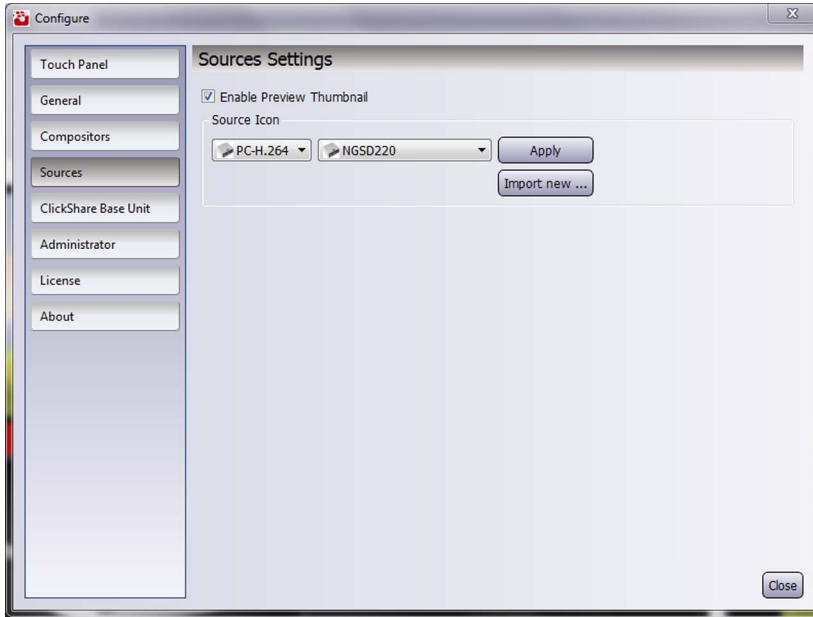 Configure
Touch Panel
General
Compositors
Sources
ClickShare Base Unit
Administrator
License
About
Sources Settings
Enable Preview Thumbnail
Source Icon
PC-H.264 NGSD220 Apply
Import new ...
Close